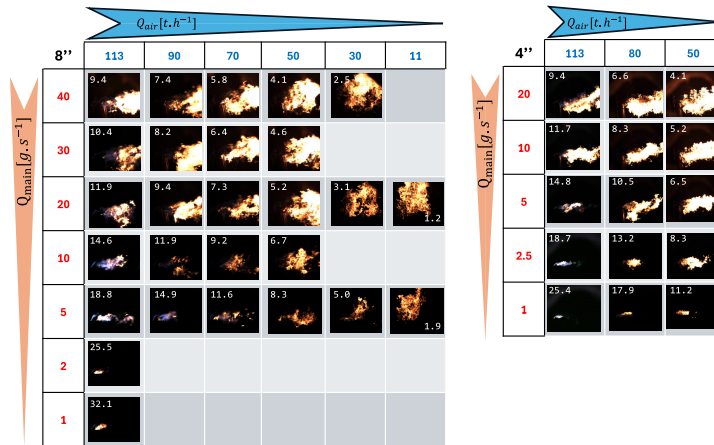 Q_air[t.h⁻¹]
8’’ 113 90 70 50 30 11
Q_main[g.s⁻¹]
40 9.4 7.4 5.8 4.1 2.5
30 10.4 8.2 6.4 4.6
20 11.9 9.4 7.3 5.2 3.1 1.2
10 14.6 11.9 9.2 6.7
5 18.8 14.9 11.6 8.3 5.0 1.9
2 25.5
1 32.1
Q_air[t.h⁻¹]
4’’ 113 80 50
Q_main[g.s⁻¹]
20 9.4 6.6 4.1
10 11.7 8.3 5.2
5 14.8 10.5 6.5
2.5 18.7 13.2 8.3
1 25.4 17.9 11.2